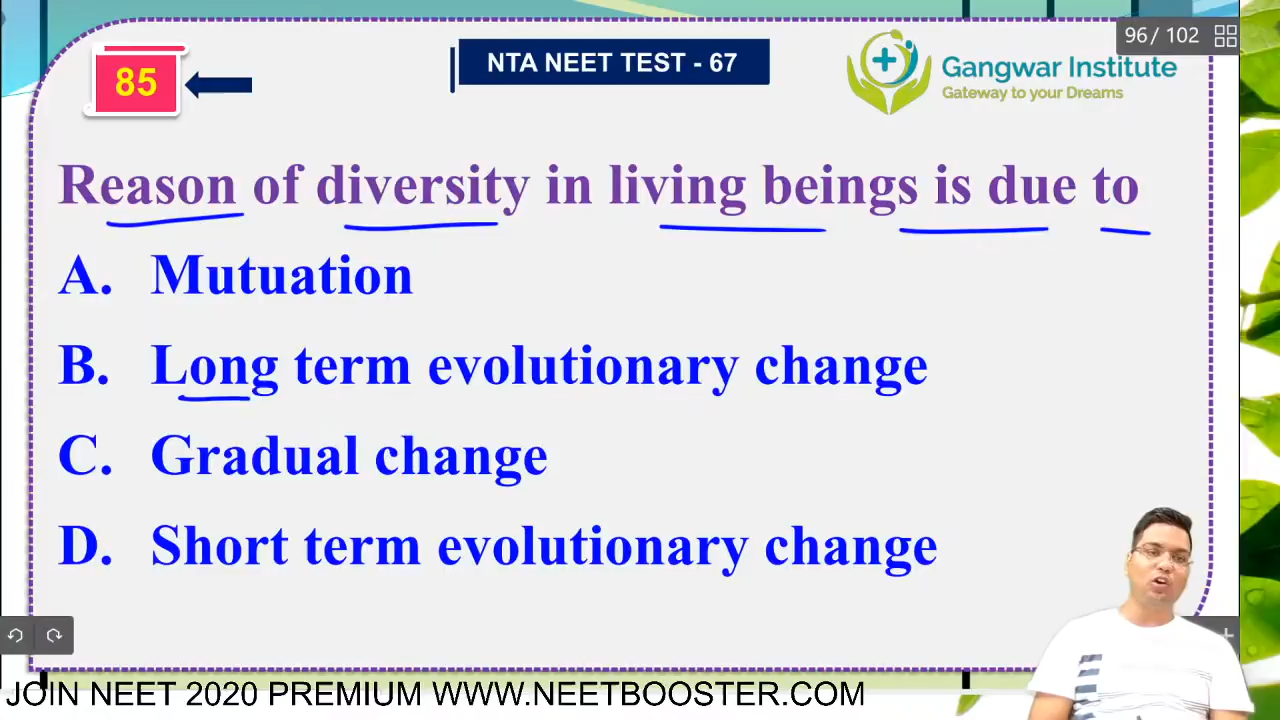 96/ 102
85
NTA NEET TEST - 67
Gangwar Institute
Gateway to your Dreams
Reason of diversity in living beings is due to
A. Mutuation
B. Long term evolutionary change
C. Gradual change
D. Short term evolutionary change
JOIN NEET 2020 PREMIUM WWW.NEETBOOSTER.COM